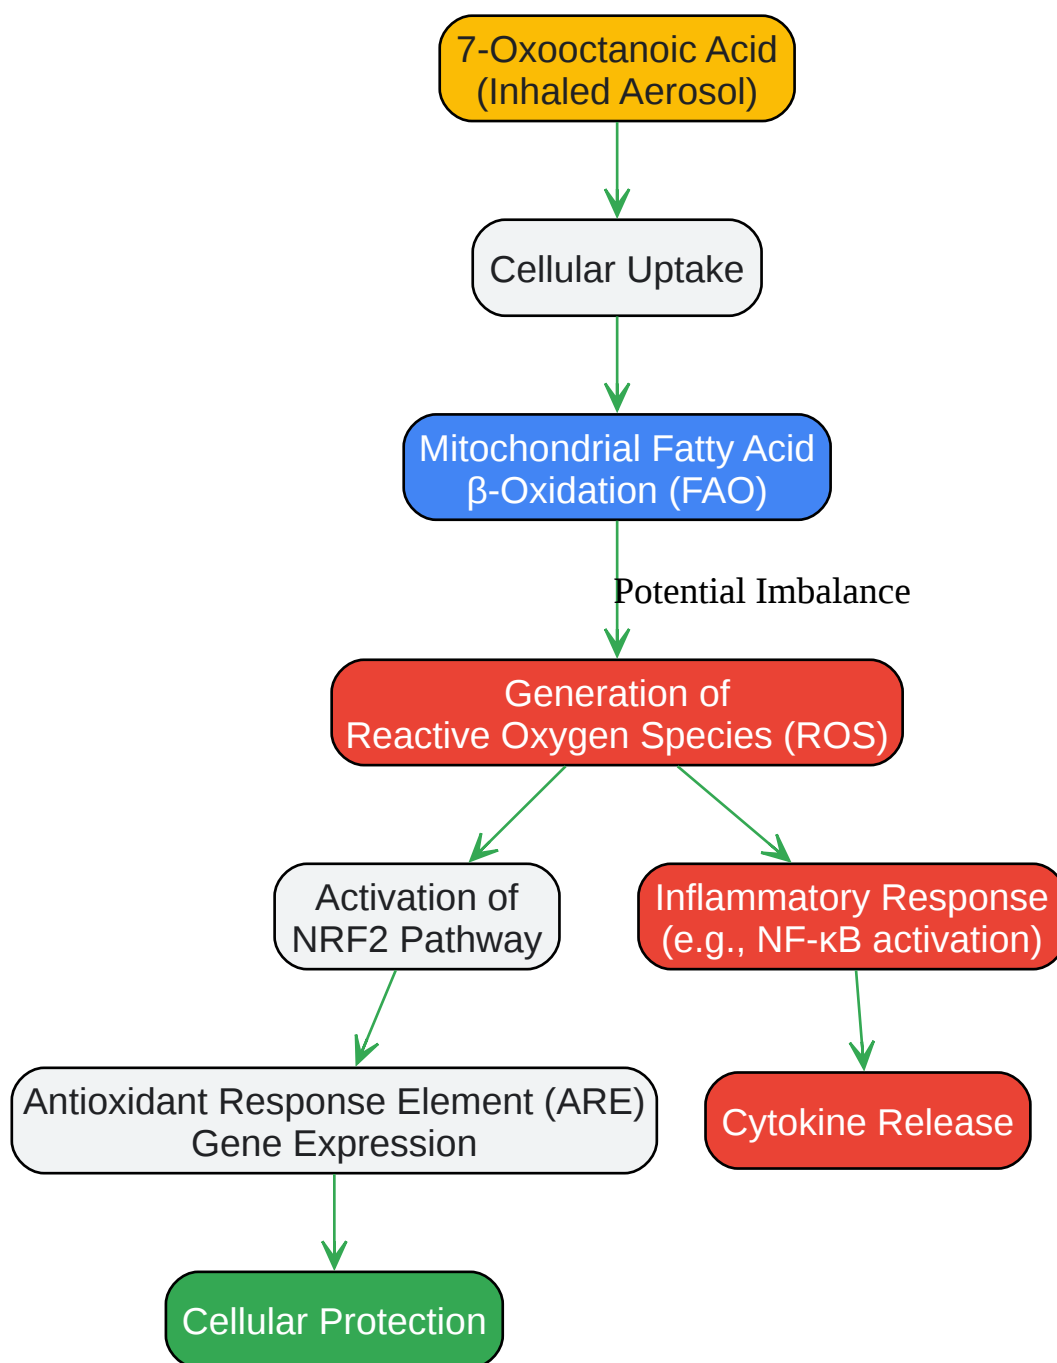 7-Oxooctanoic Acid
(Inhaled Aerosol)
Cellular Uptake
Mitochondrial Fatty Acid
β-Oxidation (FAO)
Potential Imbalance
Generation of
Reactive Oxygen Species (ROS)
Activation of
NRF2 Pathway
Inflammatory Response
(e.g., NF-κB activation)
Antioxidant Response Element (ARE)
Gene Expression
Cytokine Release
Cellular Protection